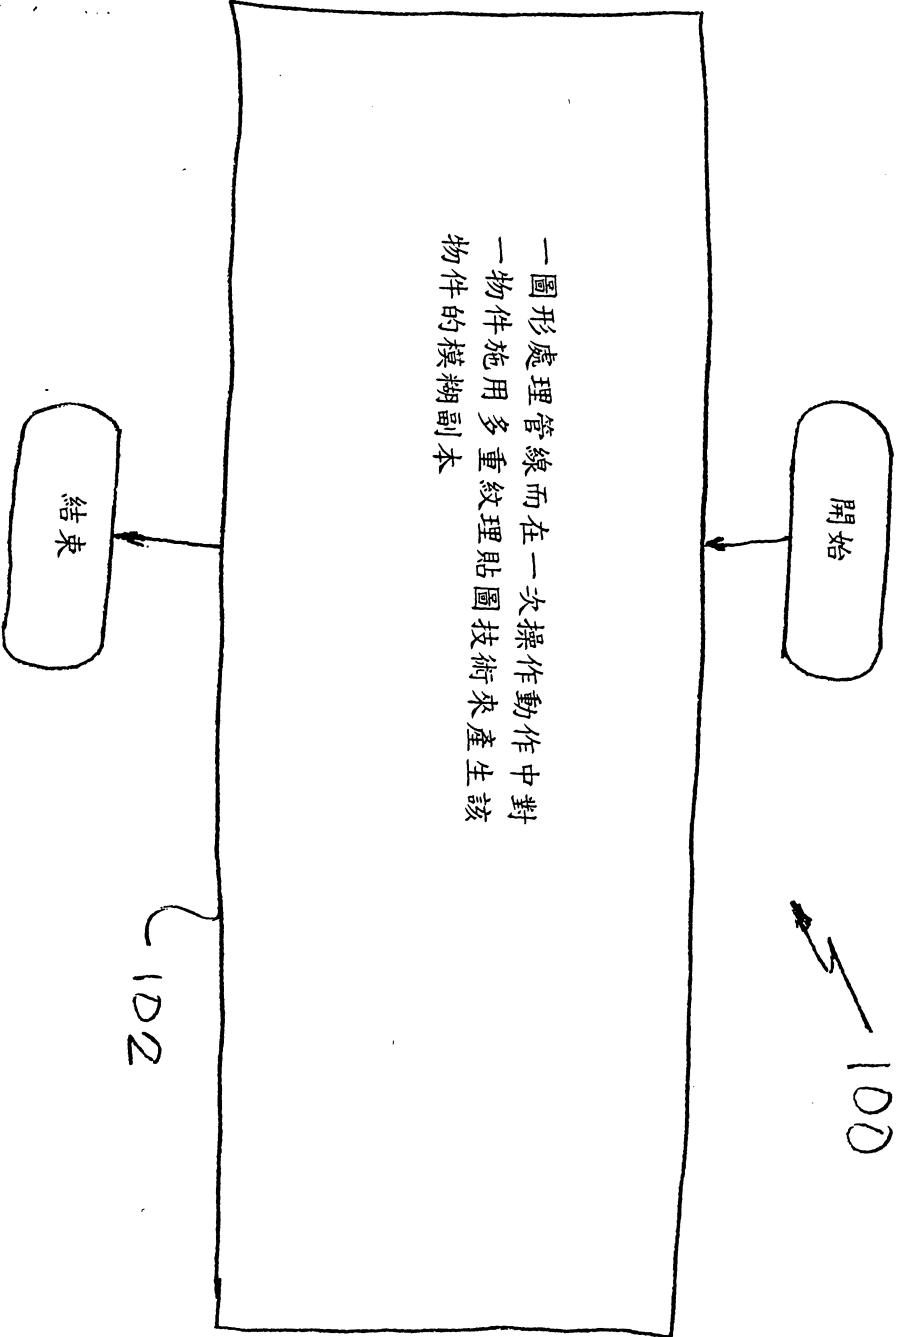 開始
100
一圖形處理管線而在一次操作動作中對
一物件施用多重紋理貼圖技術來產生該
物件的模糊副本
102
結束